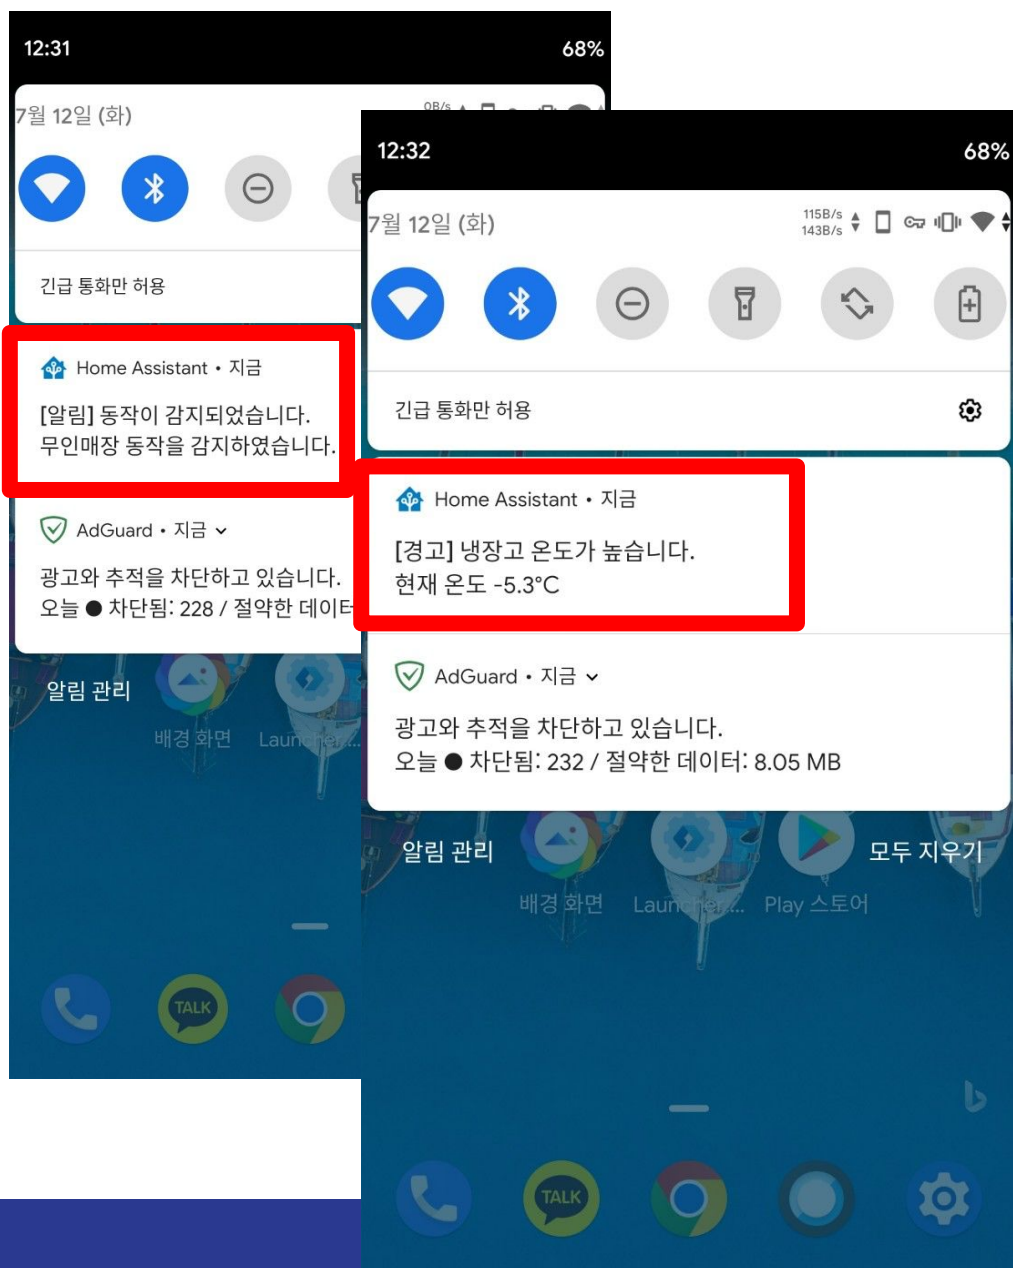 12:31
68%
7월 12일 (화)
0B/s
긴급 통화만 허용
Home Assistant • 지금
[알림] 동작이 감지되었습니다.
무인매장 동작을 감지하였습니다.
AdGuard • 지금
광고와 추적을 차단하고 있습니다.
오늘 ● 차단됨: 228 / 절약한 데이터
알림 관리
배경 화면
Launcher...
TALK
12:32
68%
7월 12일 (화)
115B/s
143B/s
긴급 통화만 허용
Home Assistant • 지금
[경고] 냉장고 온도가 높습니다.
현재 온도 -5.3°C
AdGuard • 지금
광고와 추적을 차단하고 있습니다.
오늘 ● 차단됨: 232 / 절약한 데이터: 8.05 MB
알림 관리
모두 지우기
배경 화면
Launcher...
Play 스토어
TALK